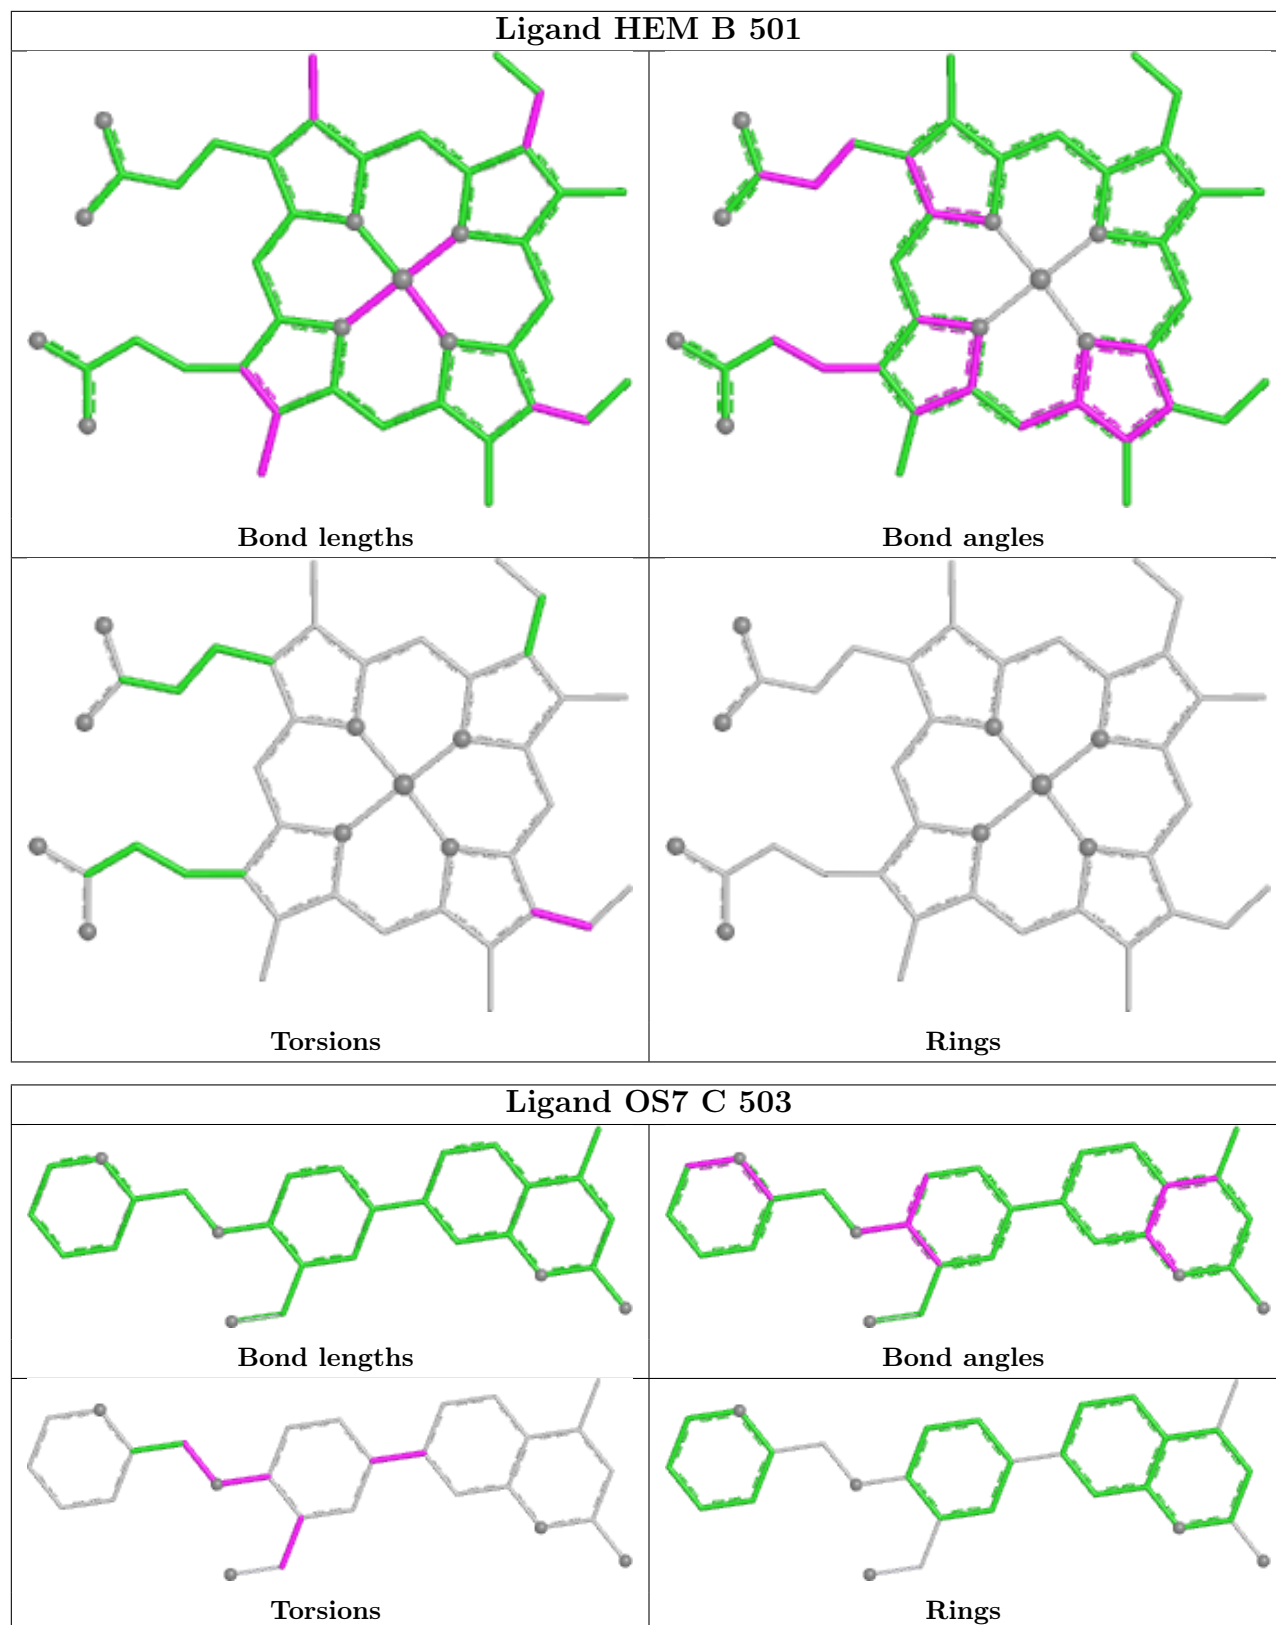 Ligand HEM B 501
Bond lengths
Bond angles
Torsions
Rings
Ligand OS7 C 503
Bond lengths
Bond angles
Torsions
Rings